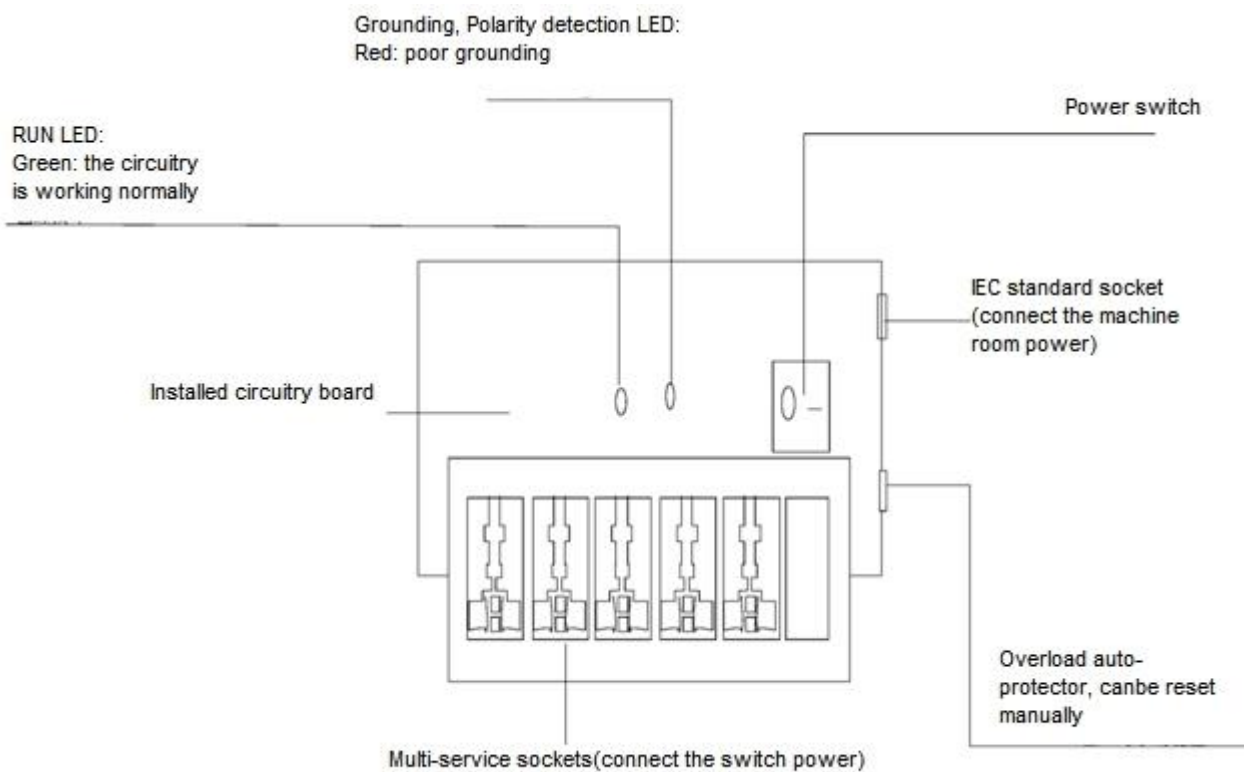 Grounding, Polarity detection LED:
Red: poor grounding
Power switch
RUN LED:
Green: the circuitry
is working normally
IEC standard socket
(connect the machine
room power)
Installed circuitry board
Overload auto-
protector, canbe reset
manually
Multi-service sockets(connect the switch power)